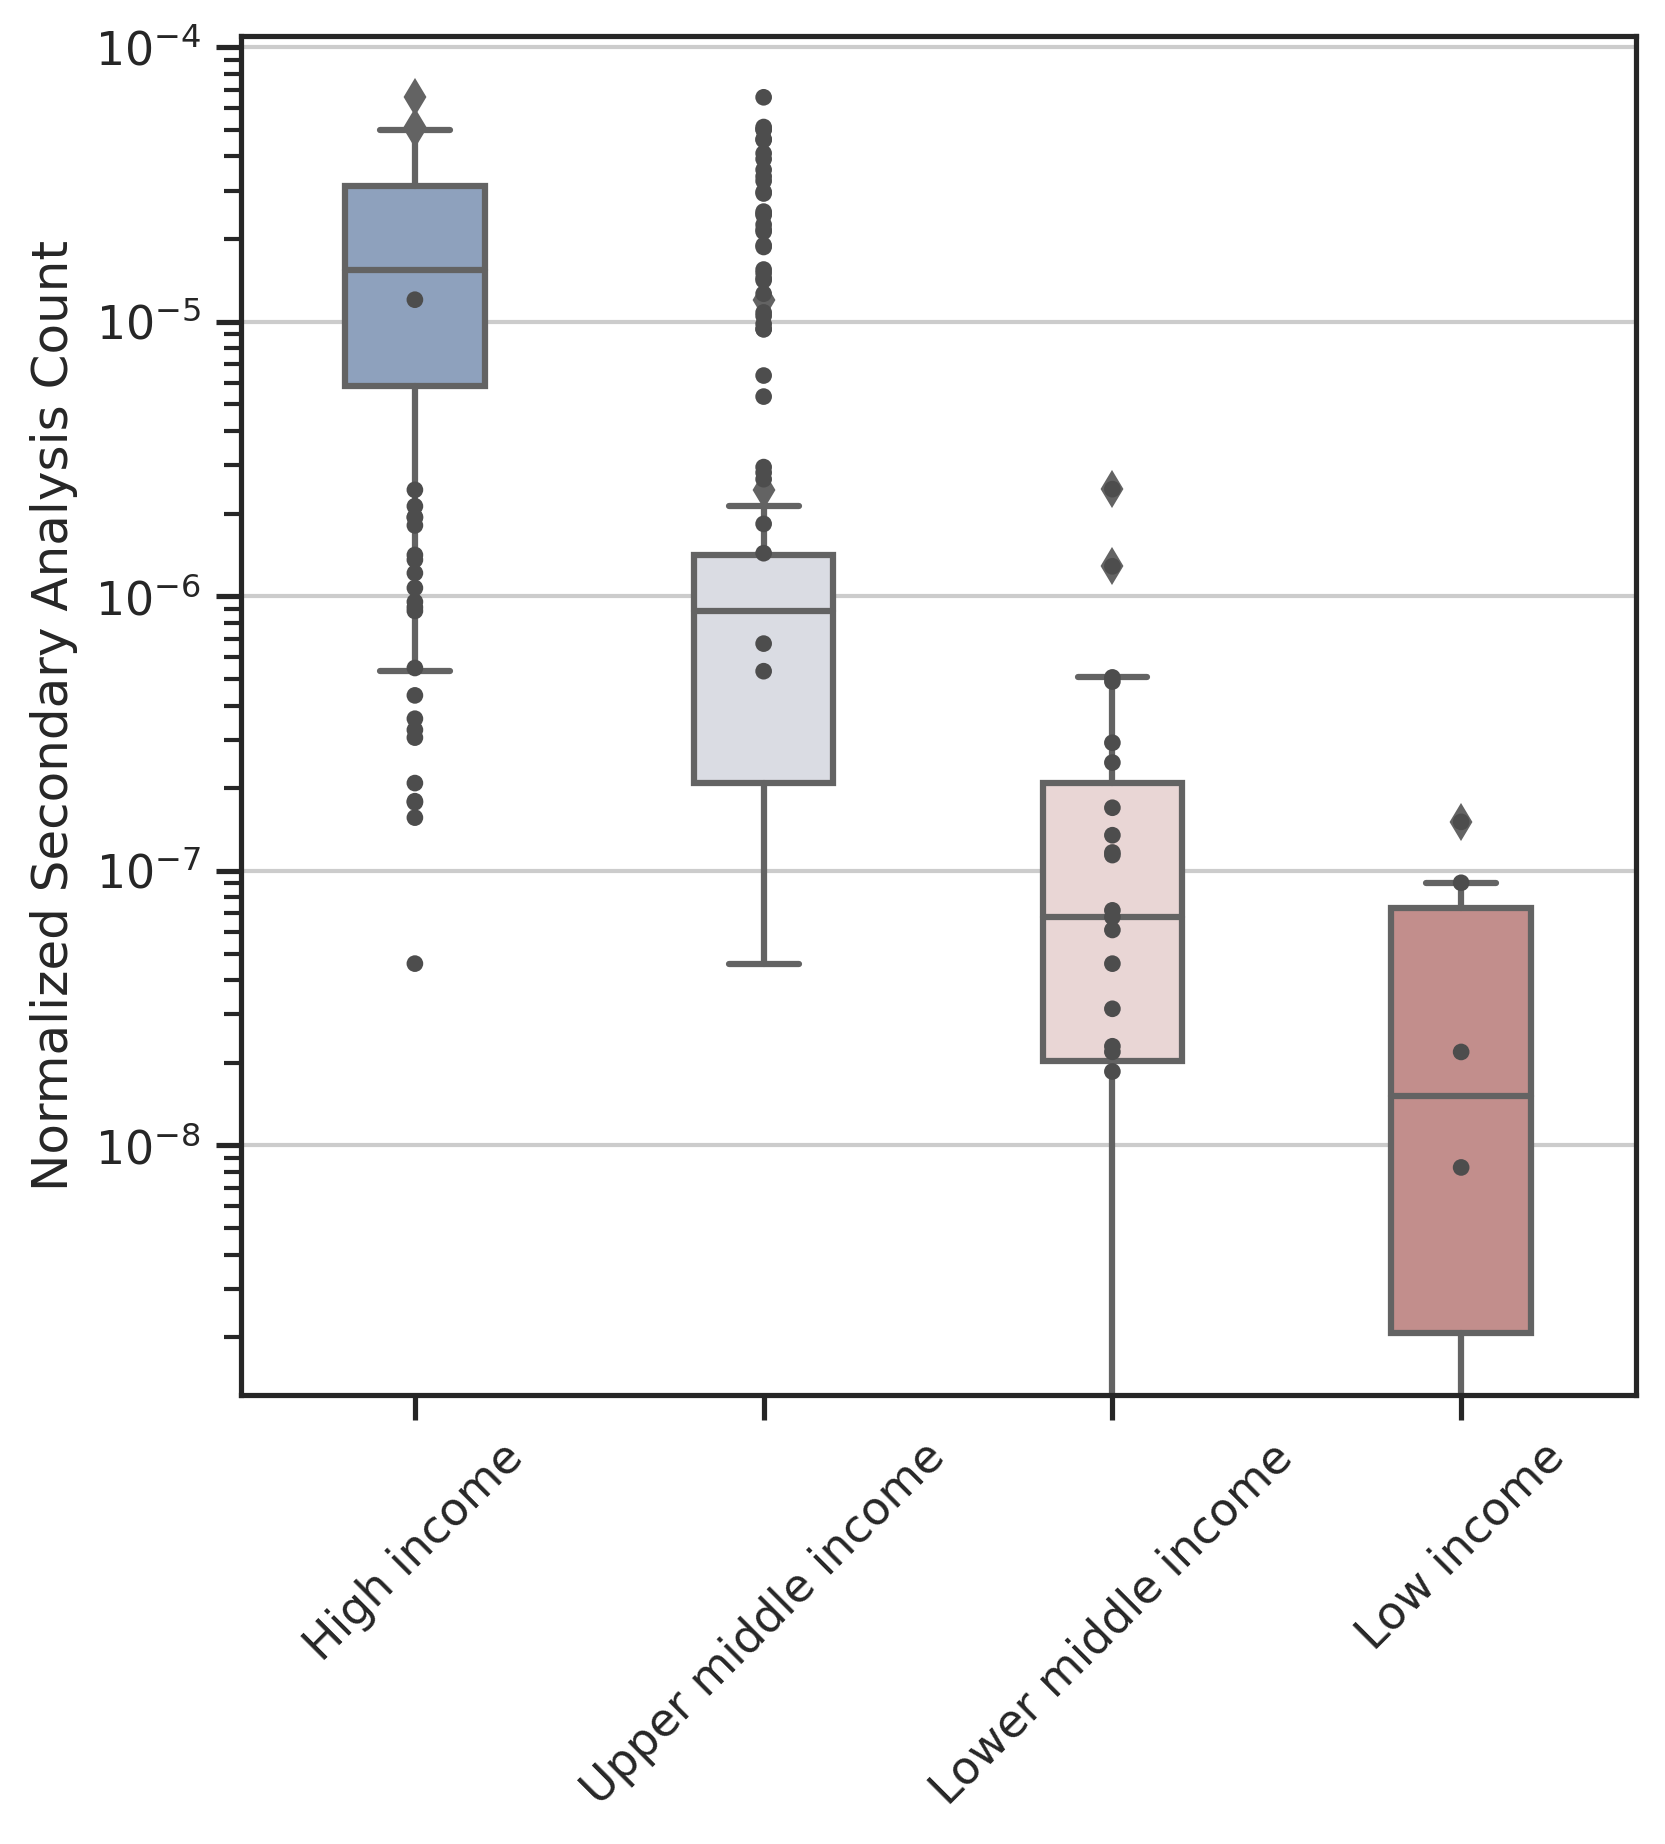 Normalized Secondary Analysis Count
10⁻⁴
10⁻⁵
10⁻⁶
10⁻⁷
10⁻⁸
High income
Upper middle income
Lower middle income
Low income